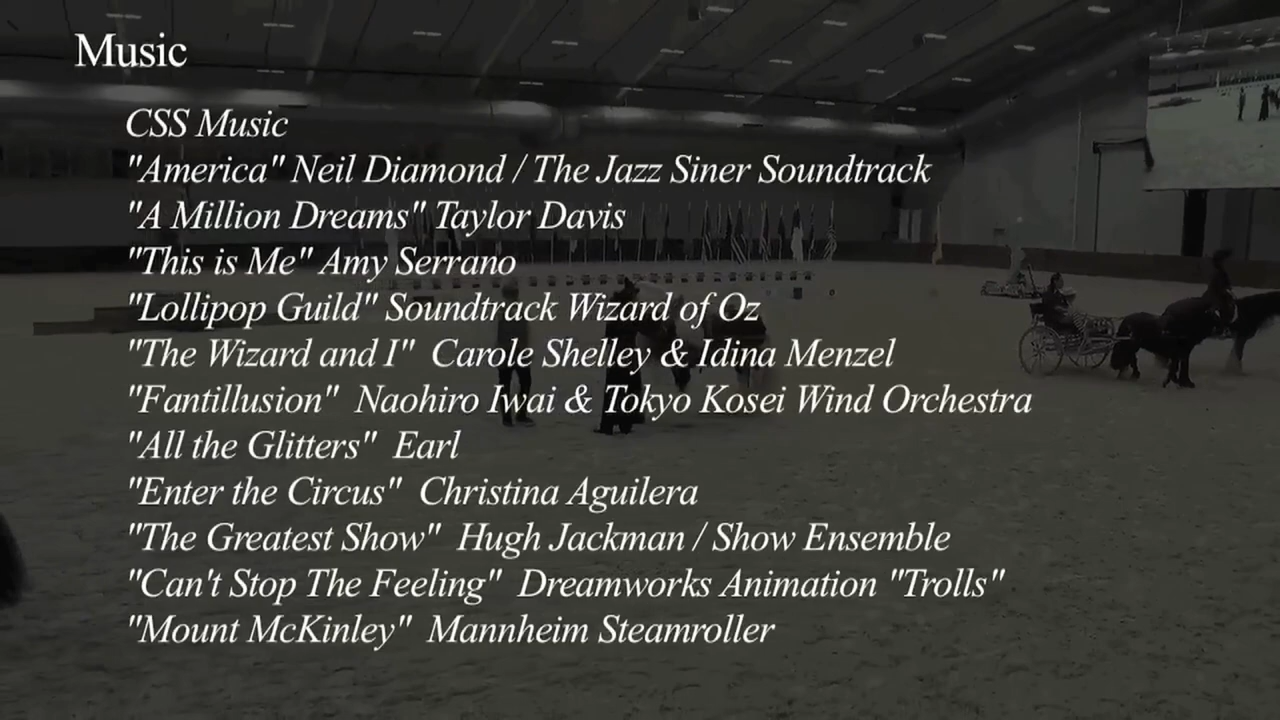 Music
CSS Music
"America" Neil Diamond / The Jazz Siner Soundtrack
"A Million Dreams" Taylor Davis
"This is Me" Amy Serrano
"Lollipop Guild" Soundtrack Wizard of Oz
"The Wizard and I" Carole Shelley & Idina Menzel
"Fantillusion" Naohiro Iwai & Tokyo Kosei Wind Orchestra
"All the Glitters" Earl
"Enter the Circus" Christina Aguilera
"The Greatest Show" Hugh Jackman / Show Ensemble
"Can't Stop The Feeling" Dreamworks Animation "Trolls"
"Mount McKinley" Mannheim Steamroller